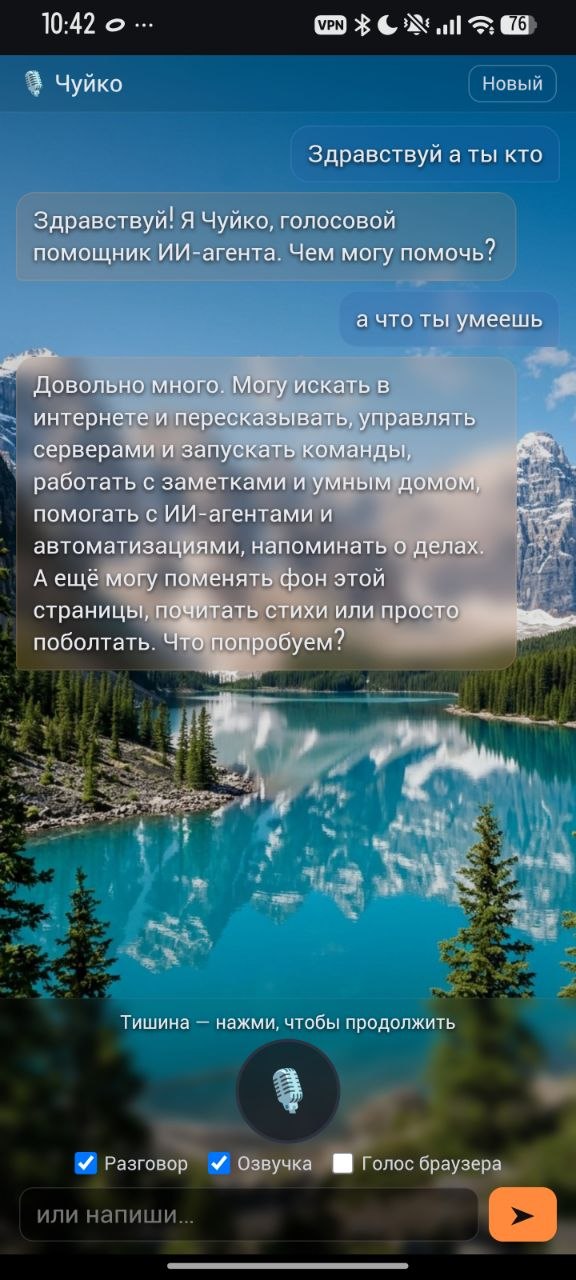 10:42
VPN
76
Чуйко
Новый
Здравствуй а ты кто
Здравствуй! Я Чуйко, голосовой
помощник ИИ-агента. Чем могу помочь?
а что ты умеешь
Довольно много. Могу искать в
интернете и пересказывать, управлять
серверами и запускать команды,
работать с заметками и умным домом,
помогать с ИИ-агентами и
автоматизациями, напоминать о делах.
А ещё могу поменять фон этой
страницы, почитать стихи или просто
поболтать. Что попробуем?
Тишина — нажми, чтобы продолжить
Разговор
Озвучка
Голос браузера
или напиши...